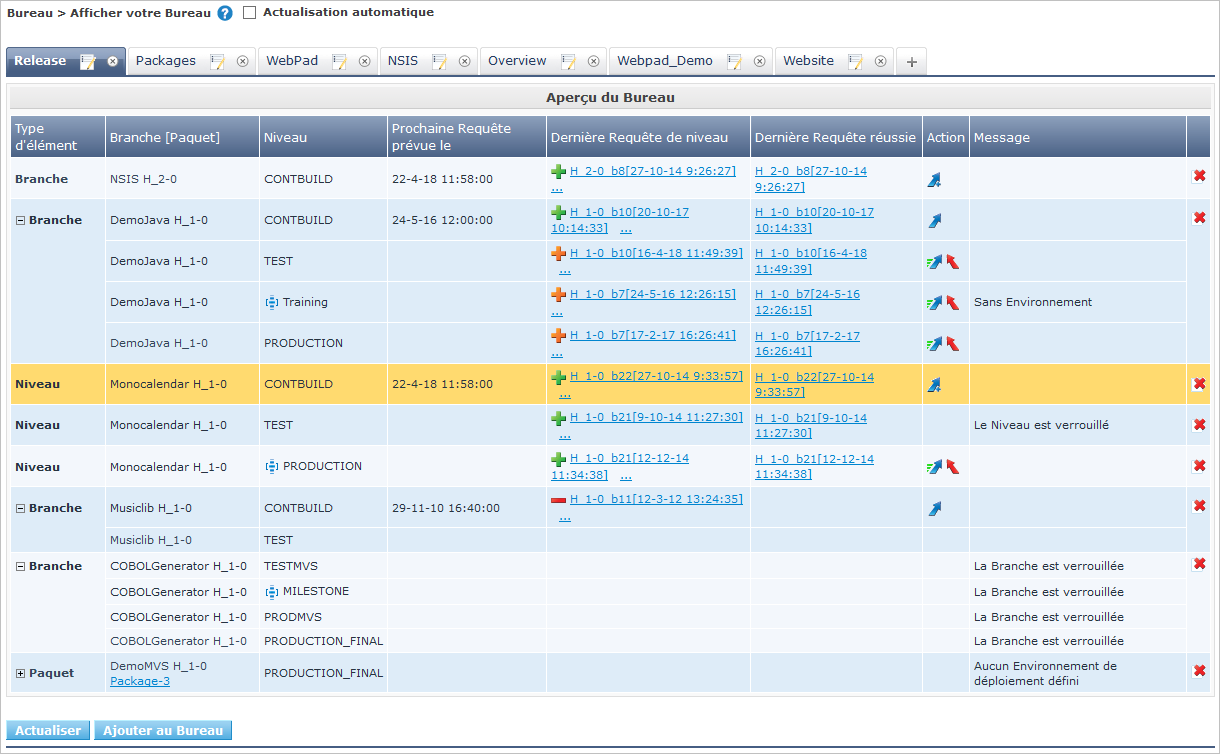 Bureau > Afficher votre Bureau ? Actualisation automatique
Release Packages WebPad NSIS Overview Webpad_Demo Website +
Aperçu du Bureau
Type d'élément Branche [Paquet] Niveau Prochaine Requête prévue le Dernière Requête de niveau Dernière Requête réussie Action Message
Branche NSIS H_2-0 CONTBUILD 22-4-18 11:58:00 H_2-0_b8[27-10-14 9:26:27] ... H_2-0_b8[27-10-14 9:26:27]
Branche DemoJava H_1-0 CONTBUILD 24-5-16 12:00:00 H_1-0_b10[20-10-17 10:14:33] ... H_1-0_b10[20-10-17 10:14:33]
DemoJava H_1-0 TEST H_1-0_b10[16-4-18 11:49:39] ... H_1-0_b10[16-4-18 11:49:39]
DemoJava H_1-0 Training H_1-0_b7[24-5-16 12:26:15] ... H_1-0_b7[24-5-16 12:26:15] Sans Environnement
DemoJava H_1-0 PRODUCTION H_1-0_b7[17-2-17 16:26:41] ... H_1-0_b7[17-2-17 16:26:41]
Niveau Monocalendar H_1-0 CONTBUILD 22-4-18 11:58:00 H_1-0_b22[27-10-14 9:33:57] ... H_1-0_b22[27-10-14 9:33:57]
Niveau Monocalendar H_1-0 TEST H_1-0_b21[9-10-14 11:27:30] ... H_1-0_b21[9-10-14 11:27:30] Le Niveau est verrouillé
Niveau Monocalendar H_1-0 PRODUCTION H_1-0_b21[12-12-14 11:34:38] ... H_1-0_b21[12-12-14 11:34:38]
Branche Musiclib H_1-0 CONTBUILD 29-11-10 16:40:00 H_1-0_b11[12-3-12 13:24:35] ...
Musiclib H_1-0 TEST
Branche COBOLGenerator H_1-0 TESTMVS La Branche est verrouillée
COBOLGenerator H_1-0 MILESTONE La Branche est verrouillée
COBOLGenerator H_1-0 PRODMVS La Branche est verrouillée
COBOLGenerator H_1-0 PRODUCTION_FINAL La Branche est verrouillée
Paquet DemoMVS H_1-0 Package-3 PRODUCTION_FINAL Aucun Environnement de déploiement défini
Actualiser Ajouter au Bureau